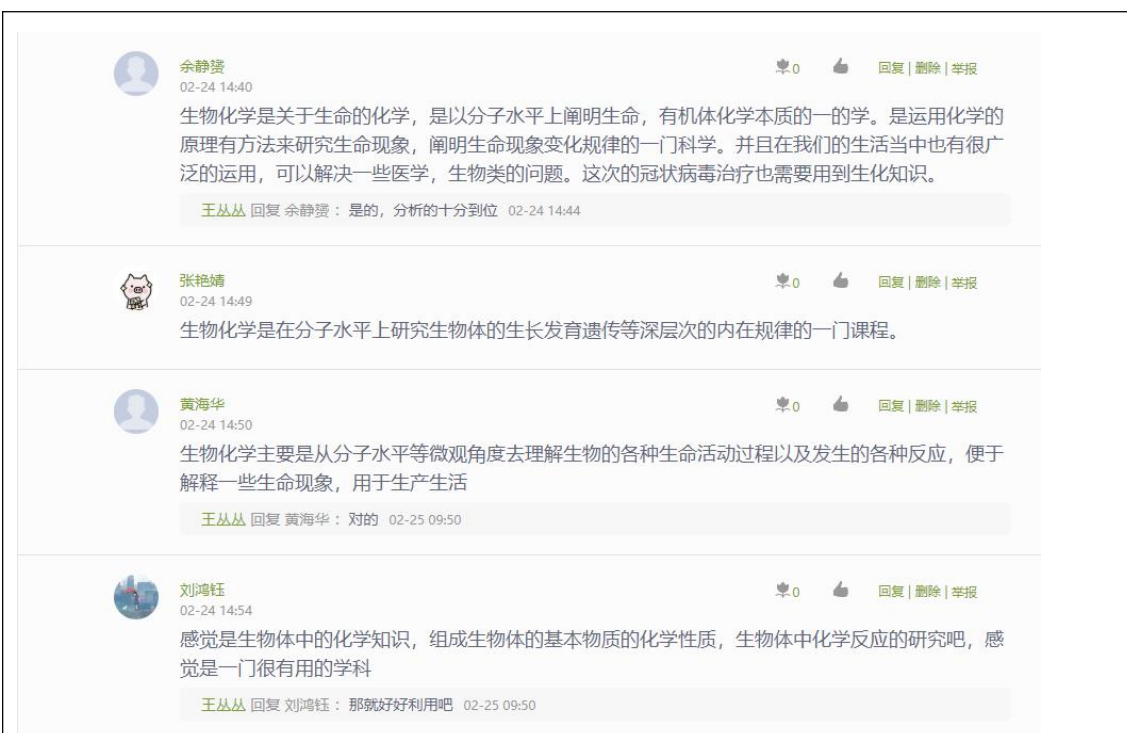 余静赟 0 回复 | 删除 | 举报
02-24 14:40
生物化学是关于生命的化学，是以分子水平上阐明生命，有机体化学本质的一的学。是运用化学的
原理有方法来研究生命现象，阐明生命现象变化规律的一门科学。并且在我们的生活当中也有很广
泛的运用，可以解决一些医学，生物类的问题。这次的冠状病毒治疗也需要用到生化知识。
王丛丛 回复 余静赟： 是的，分析的十分到位 02-24 14:44
张艳婧 0 回复 | 删除 | 举报
02-24 14:49
生物化学是在分子水平上研究生物体的生长发育遗传等深层次的内在规律的一门课程。
黄海华 0 回复 | 删除 | 举报
02-24 14:50
生物化学主要是从分子水平等微观角度去理解生物的各种生命活动过程以及发生的各种反应，便于
解释一些生命现象，用于生产生活
王丛丛 回复 黄海华： 对的 02-25 09:50
刘鸿钰 0 回复 | 删除 | 举报
02-24 14:54
感觉是生物体中的化学知识，组成生物体的基本物质的化学性质，生物体中化学反应的研究吧，感
觉是一门很有用的学科
王丛丛 回复 刘鸿钰： 那就好好利用吧 02-25 09:50